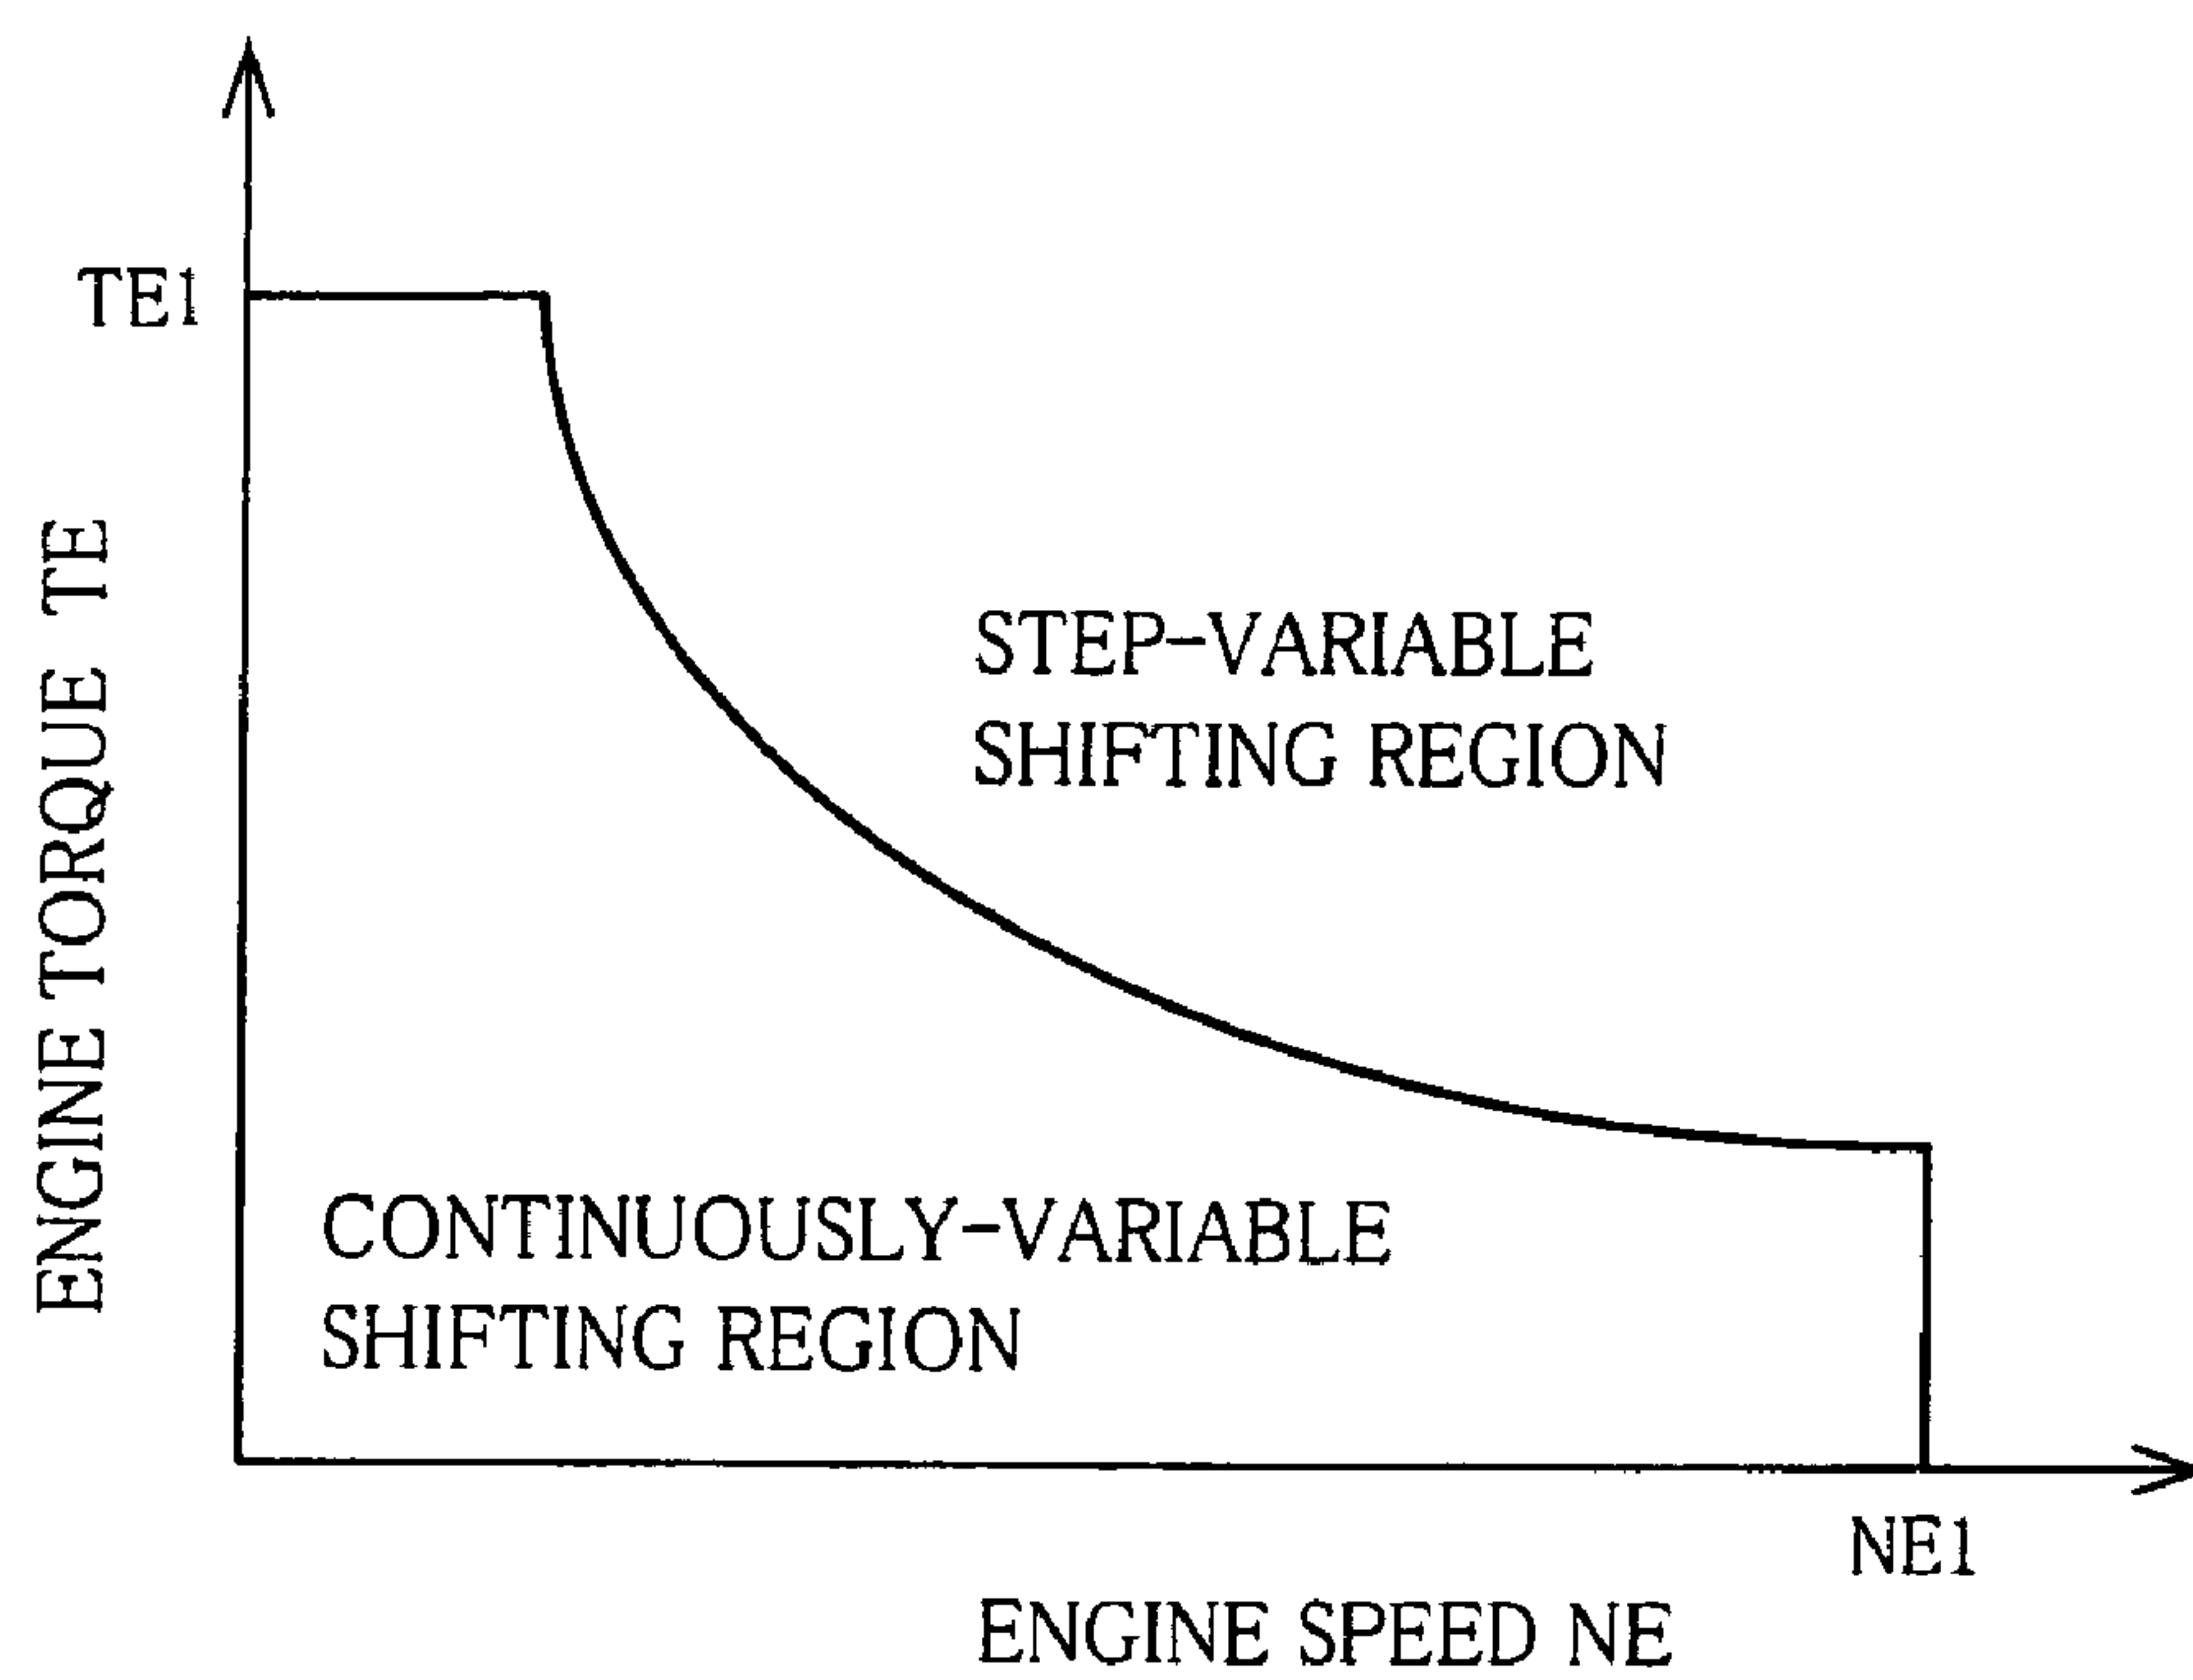 TE1
ENGINE TORQUE TE
STEP-VARIABLE
SHIFTING REGION
CONTINUOUSLY-VARIABLE
SHIFTING REGION
NE1
ENGINE SPEED NE